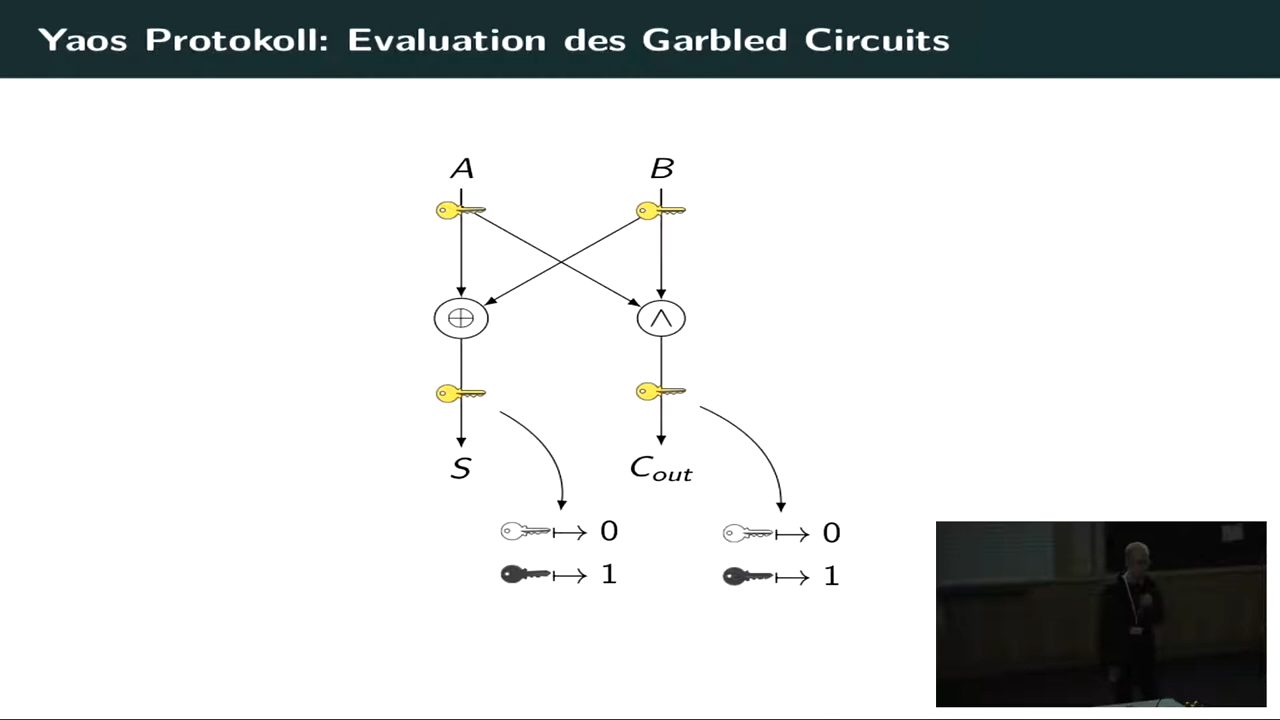 Yaos Protokoll: Evaluation des Garbled Circuits
A B
⊕ ∧
S C_out
↦ 0 ↦ 0
↦ 1 ↦ 1